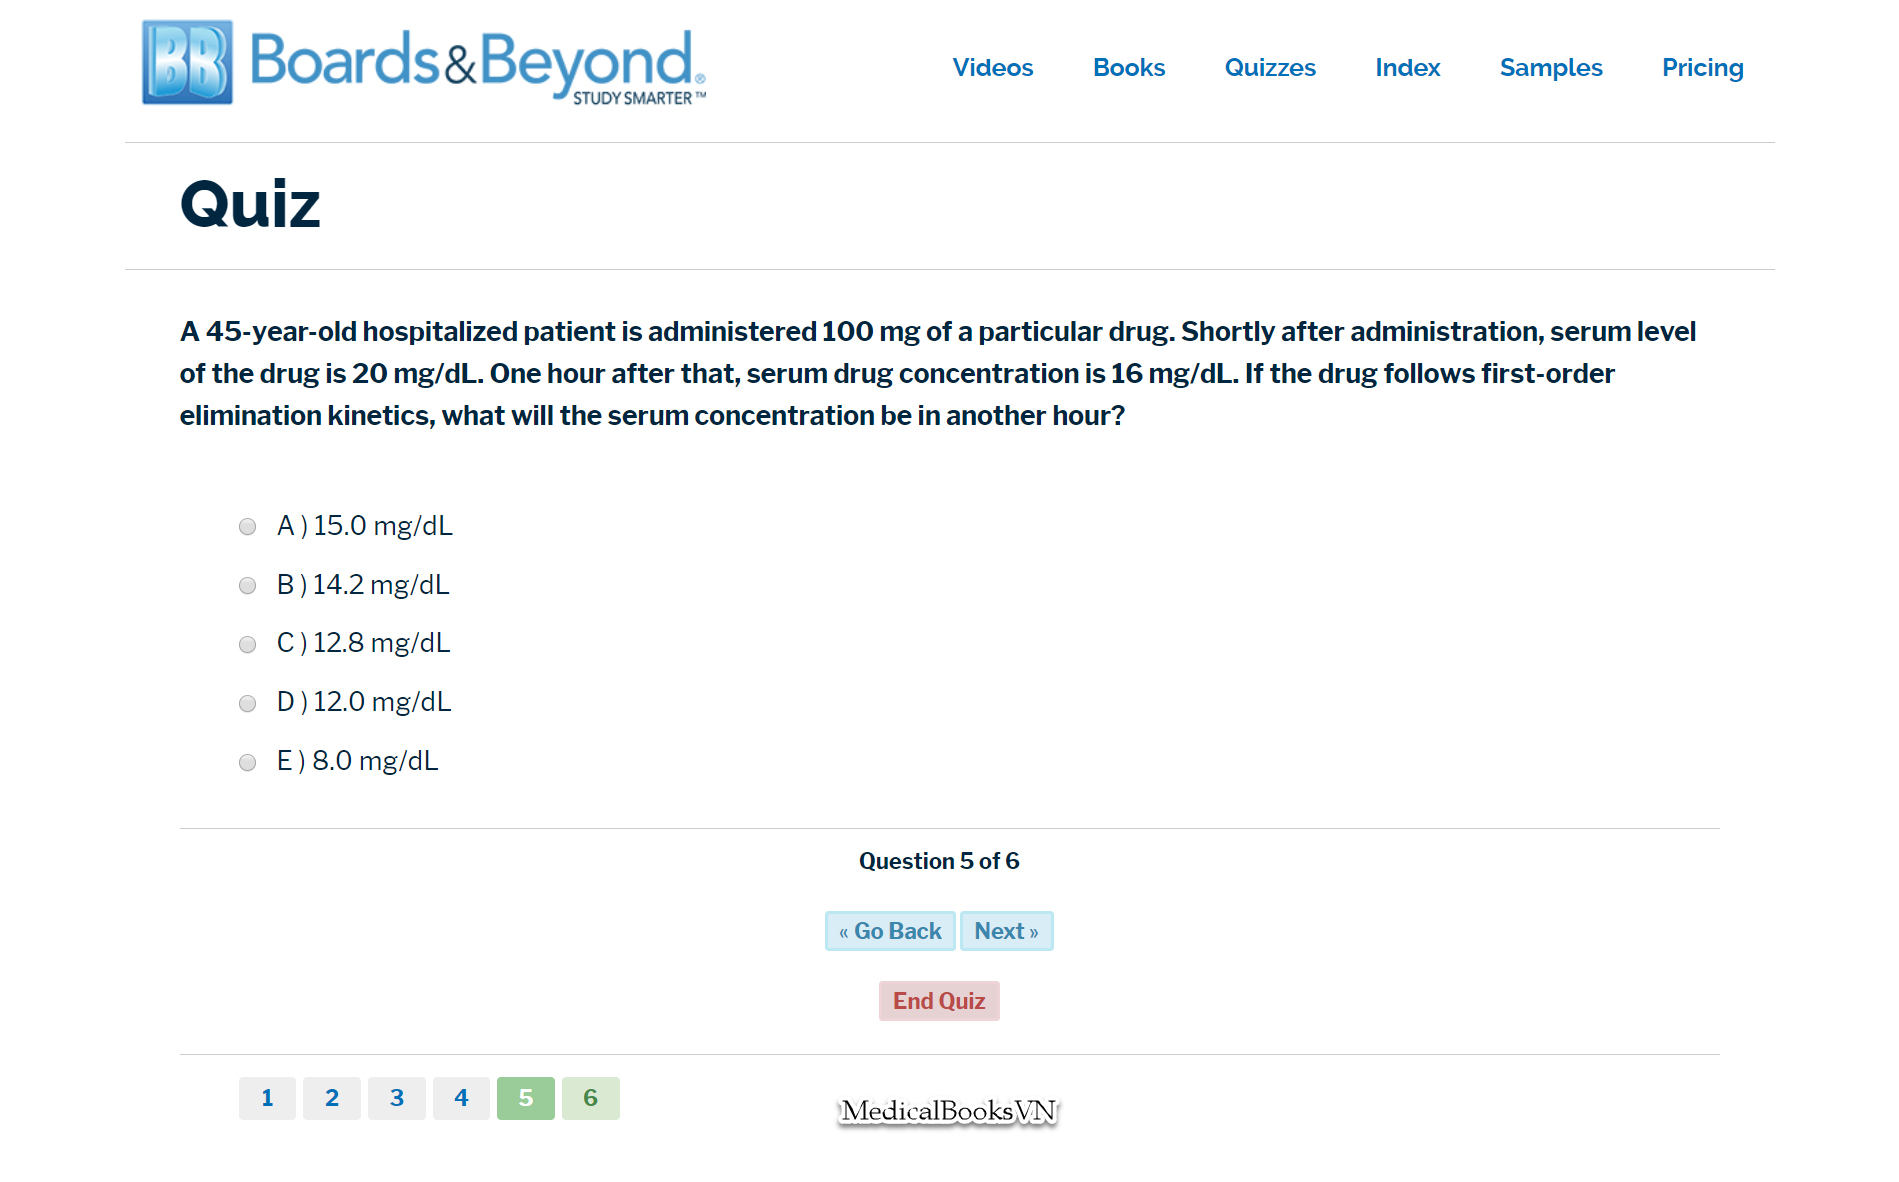 BB Boards&Beyond.®
STUDY SMARTER™
Videos Books Quizzes Index Samples Pricing
Quiz
A 45-year-old hospitalized patient is administered 100 mg of a particular drug. Shortly after administration, serum level
of the drug is 20 mg/dL. One hour after that, serum drug concentration is 16 mg/dL. If the drug follows first-order
elimination kinetics, what will the serum concentration be in another hour?
A ) 15.0 mg/dL
B ) 14.2 mg/dL
C ) 12.8 mg/dL
D ) 12.0 mg/dL
E ) 8.0 mg/dL
Question 5 of 6
« Go Back Next »
End Quiz
1 2 3 4 5 6
MedicalBooksVN